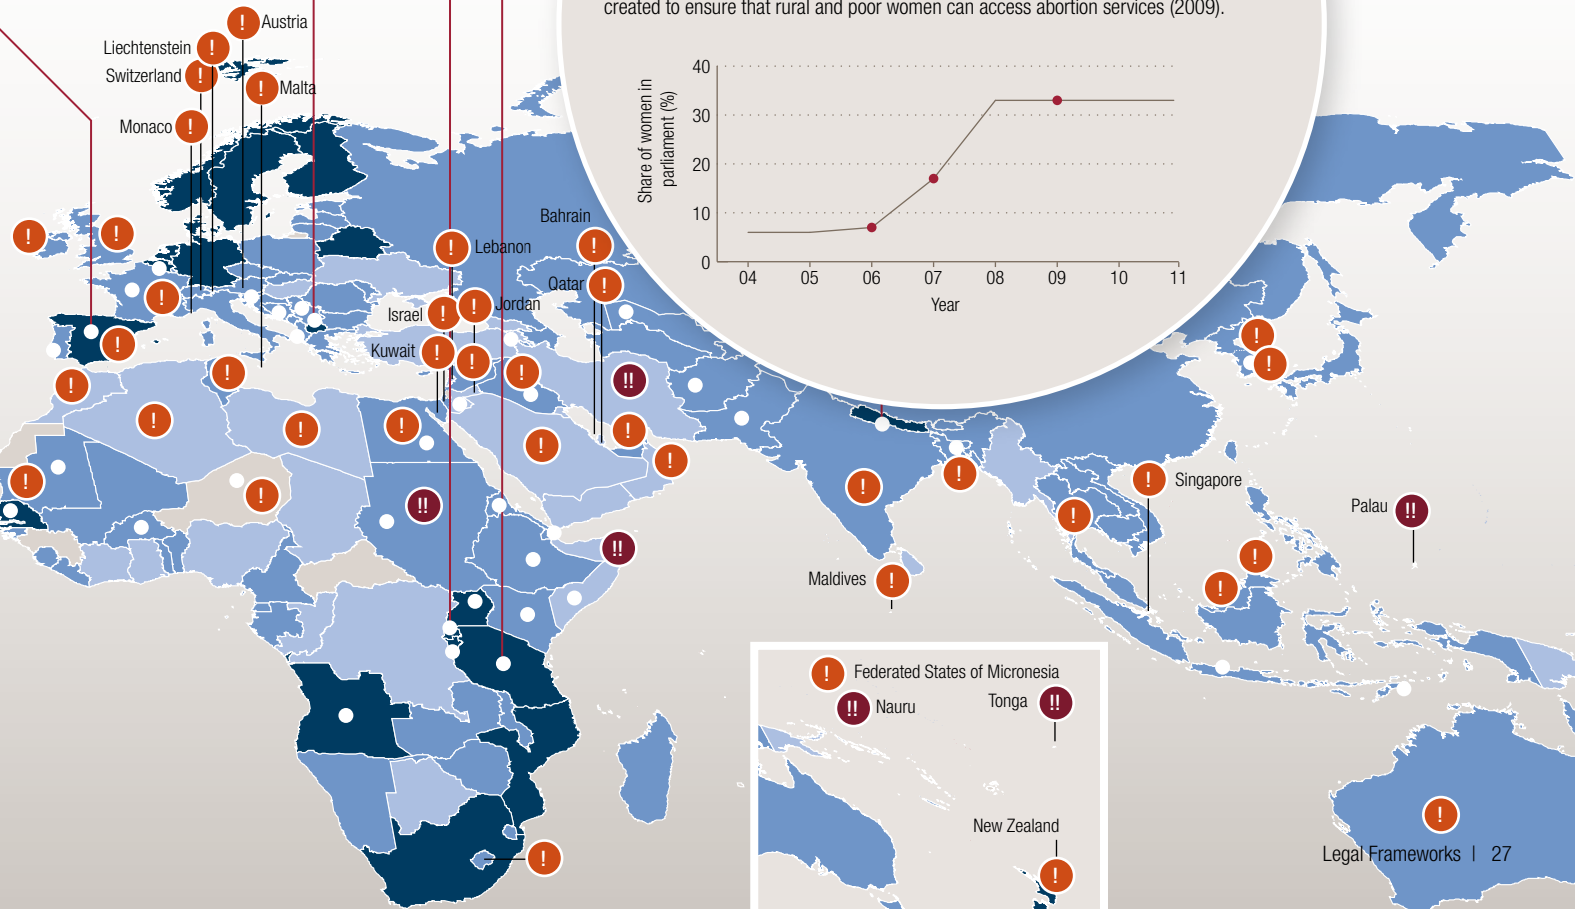 created to ensure that rural and poor women can access abortion services (2009).
Share of women in
parliament (%)
40
30
20
10
0
04 05 06 07 08 09 10 11
Year
! Austria
Liechtenstein !
Switzerland !
! Malta
Monaco !
!
!
!
!
Bahrain
!
! Lebanon
Qatar !
Israel !
! Jordan
Kuwait !
!
!
!
!
!
!
!
!
!
!
!
!!
!
!
!!
!!
!
!
!
Maldives !
! Singapore
!
!
!
!
Palau !!
! Federated States of Micronesia
!! Nauru
Tonga !!
New Zealand
!
!
!
Legal Frameworks | 27